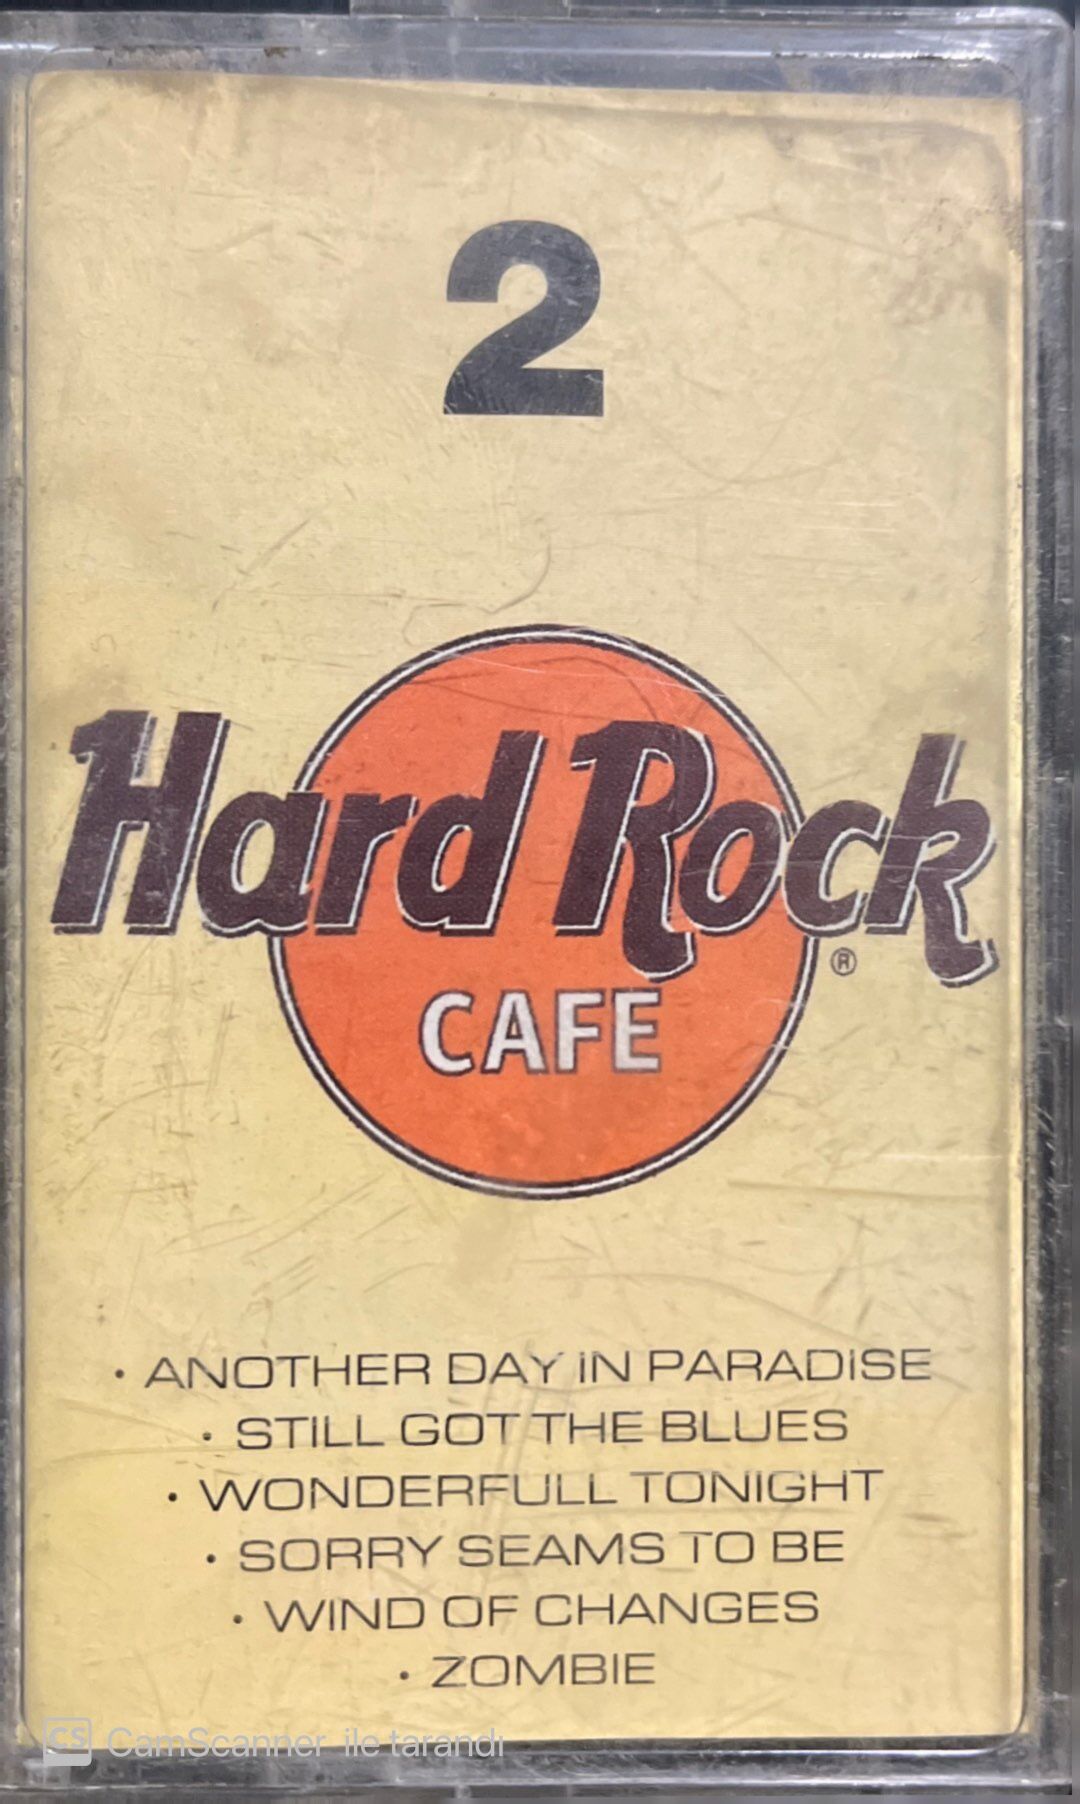 2
Hard Rock
®
CAFE
• ANOTHER DAY IN PARADISE
• STILL GOT THE BLUES
• WONDERFULL TONIGHT
• SORRY SEAMS TO BE
• WIND OF CHANGES
• ZOMBIE
CS CamScanner ile tarandı